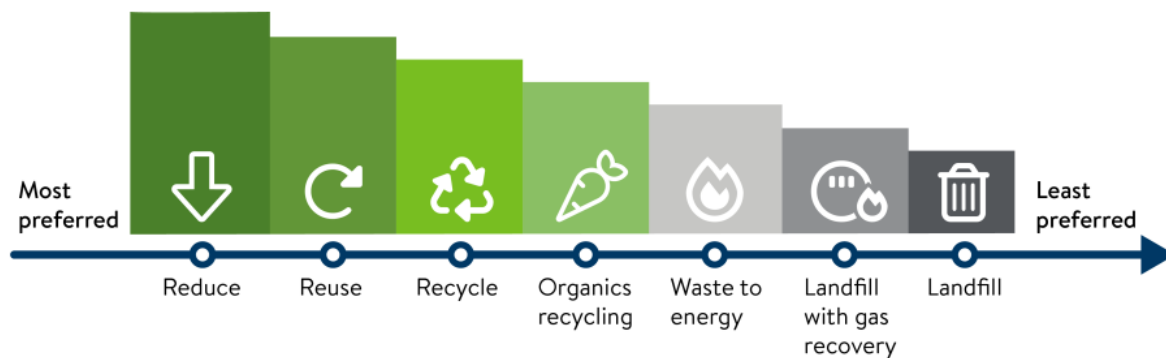 Most
preferred
Least
preferred
Reduce
Reuse
Recycle
Organics
recycling
Waste to
energy
Landfill
with gas
recovery
Landfill